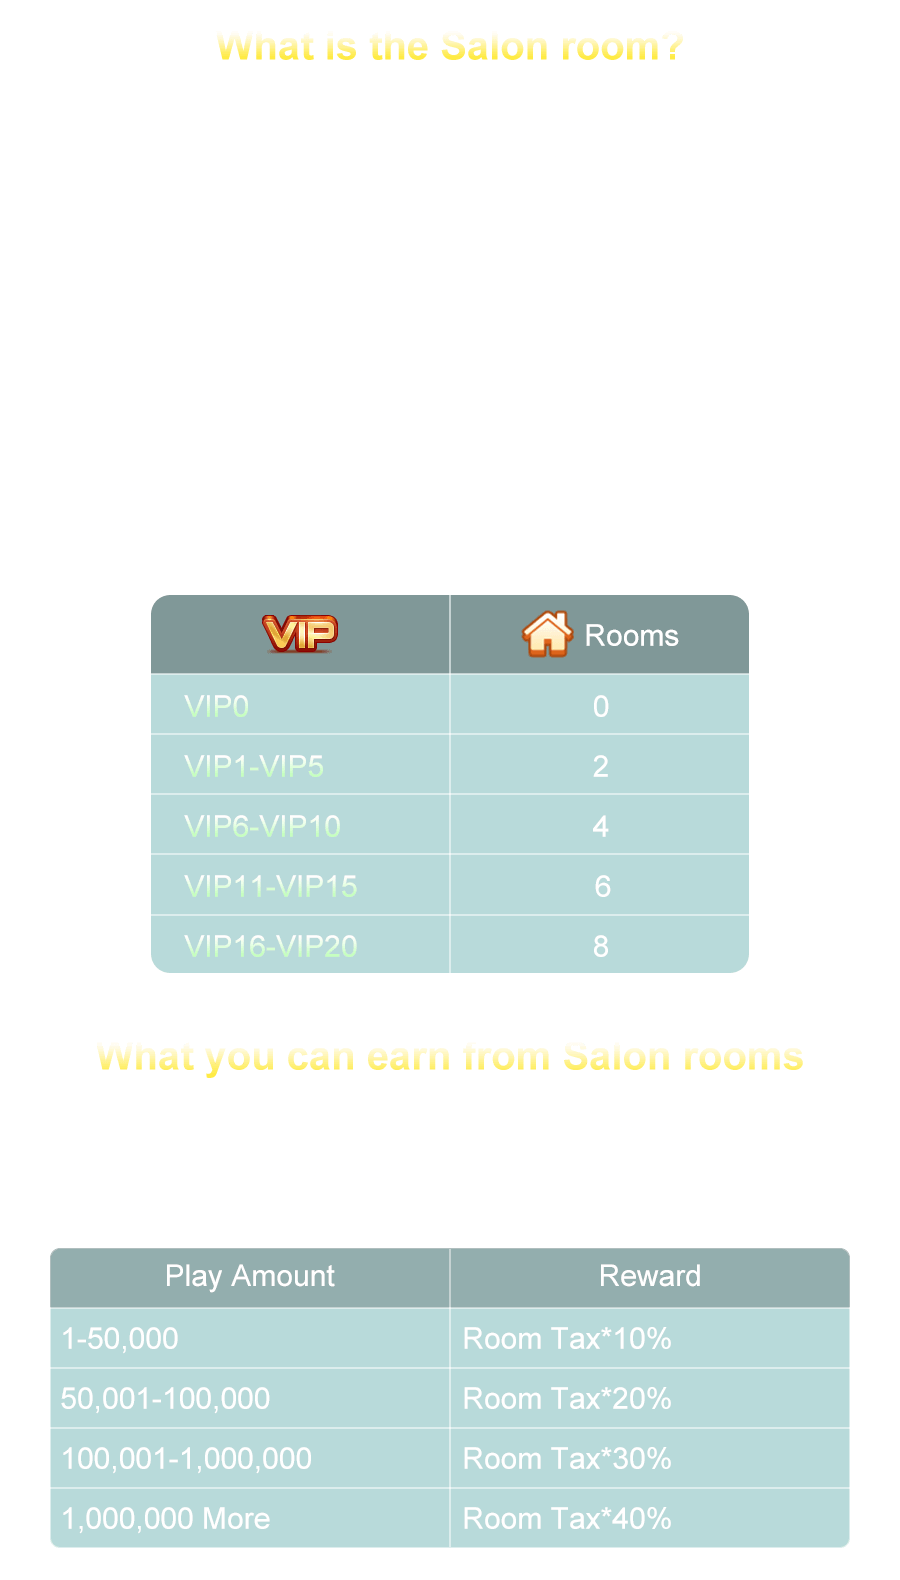 What is the Salon room?
VIP Rooms
VIP0 0
VIP1-VIP5 2
VIP6-VIP10 4
VIP11-VIP15 6
VIP16-VIP20 8
What you can earn from Salon rooms
Play Amount Reward
1-50,000 Room Tax*10%
50,001-100,000 Room Tax*20%
100,001-1,000,000 Room Tax*30%
1,000,000 More Room Tax*40%